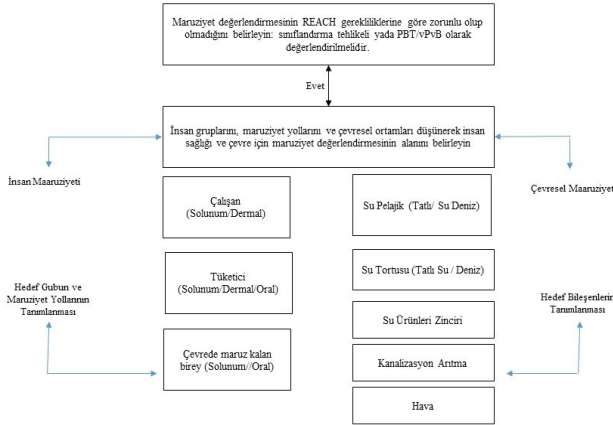 Maruziyet değerlendirmesinin REACH gerekliliklerine göre zorunlu olup
olmadığını belirleyin: sınıflandırma tehlikeli yada PBT/vPvB olarak
değerlendirilmelidir.
Evet
İnsan gruplarını, maruziyet yollarını ve çevresel ortamları düşünerek insan
sağlığı ve çevre için maruziyet değerlendirmesinin alanını belirleyin
İnsan Maaruziyeti
Çevresel Maaruziyet
Çalışan
(Solunum/Dermal)
Su Pelajik (Tatlı/ Su Deniz)
Tüketici
(Solunum/Dermal/Oral)
Su Tortusu (Tatlı Su / Deniz)
Hedef Gubun ve
Maruziyet Yollarının
Tanımlanması
Hedef Bileşenlerin
Tanımlanması
Su Ürünleri Zinciri
Çevrede maruz kalan
birey (Solunum//Oral)
Kanalizasyon Arıtma
Hava